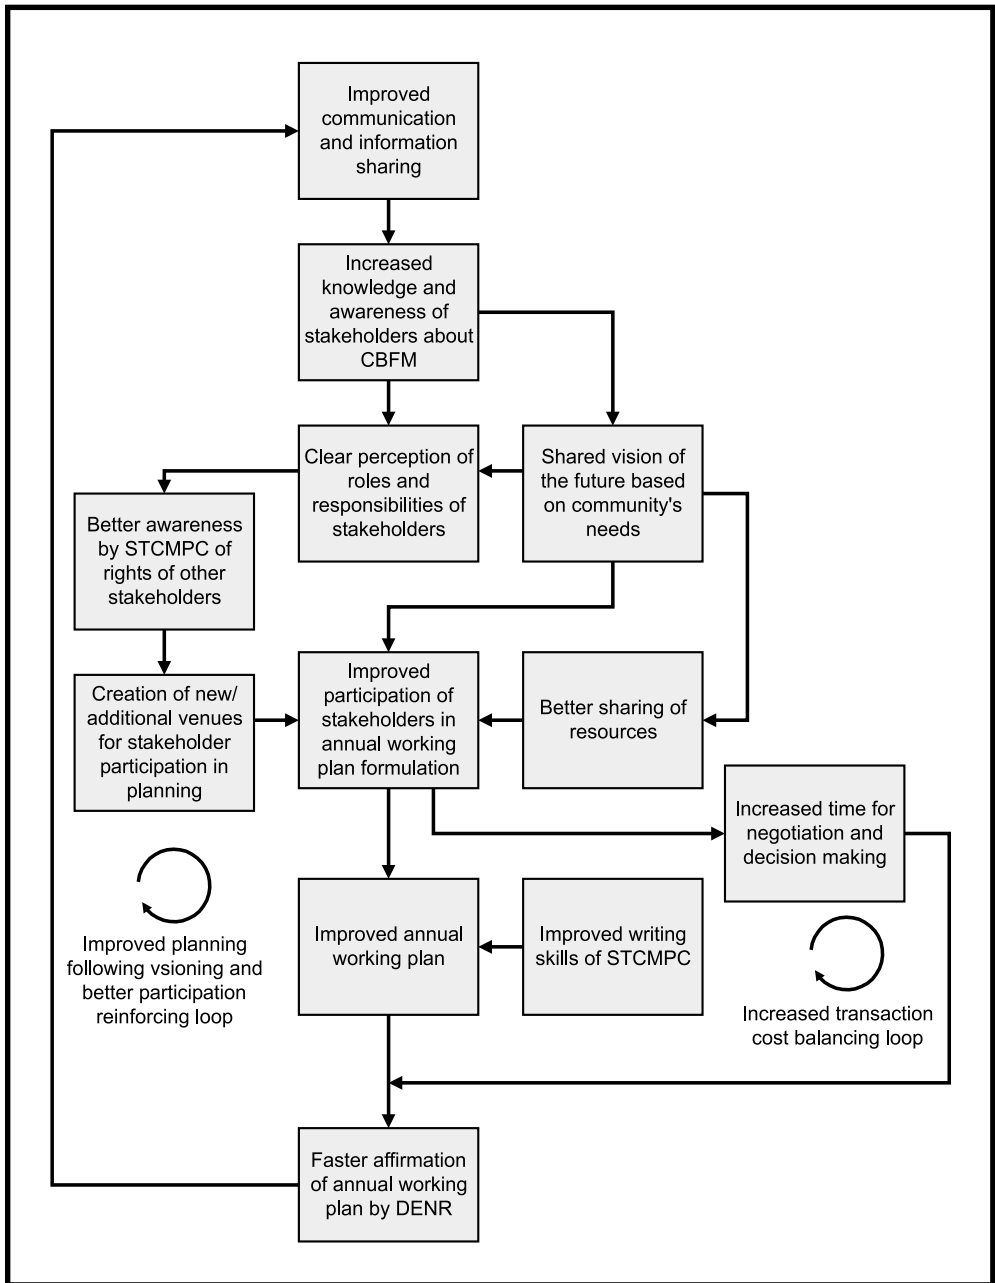 Improved
communication
and information
sharing
Increased
knowledge and
awareness of
stakeholders about
CBFM
Clear perception of
roles and
responsibilities of
stakeholders
Shared vision of
the future based
on community's
needs
Better awareness
by STCMPC of
rights of other
stakeholders
Creation of new/
additional venues
for stakeholder
participation in
planning
Improved
participation of
stakeholders in
annual working
plan formulation
Better sharing of
resources
Increased time for
negotiation and
decision making
Improved planning
following vsioning and
better participation
reinforcing loop
Improved annual
working plan
Improved writing
skills of STCMPC
Increased transaction
cost balancing loop
Faster affirmation
of annual working
plan by DENR